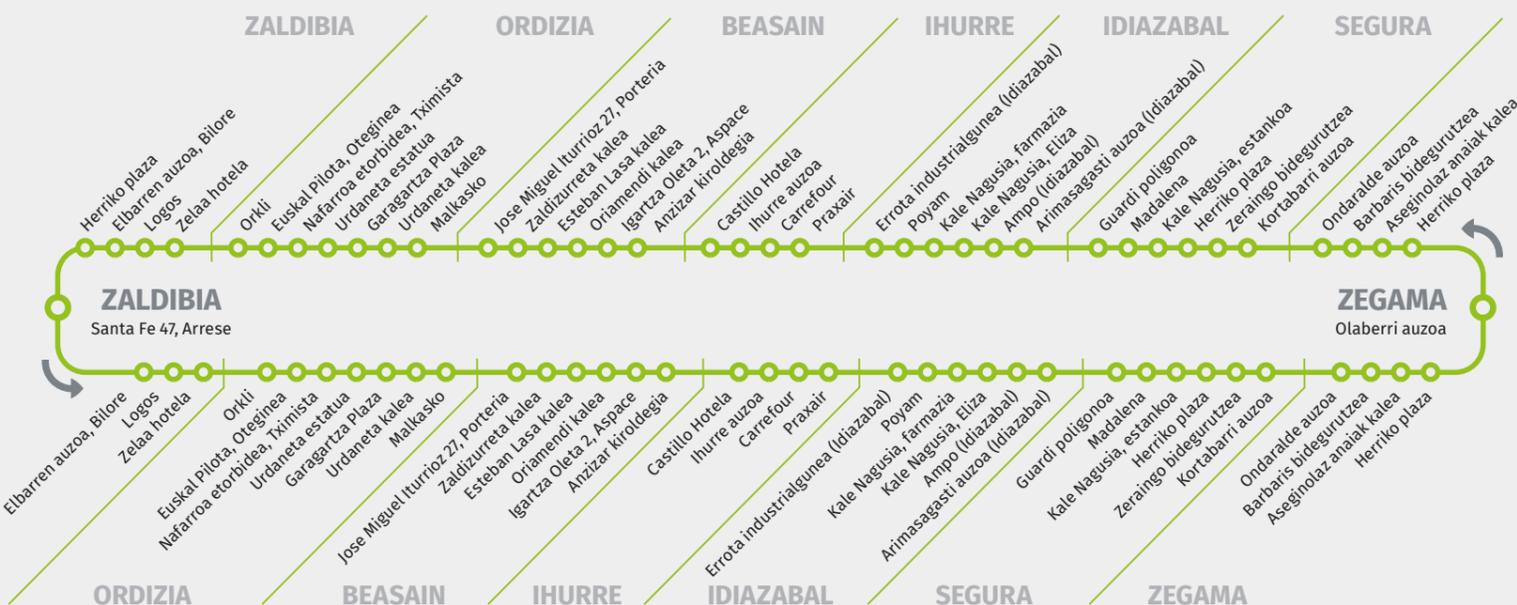 ZALDIBIA
ORDIZIA
BEASAIN
IHURRE
IDIAZABAL
SEGURA
Herriko plaza
Elbarren auzoa, Bilore
Logos
Zelaa hotela
Orkli
Euskal Pilota, Oteginea
Nafarroa etorbidea, Tximista
Urdaneta estatua
Garagartza Plaza
Urdaneta kalea
Malkasko
Jose Miguel Iturrioz 27, Porteria
Zaldizurreta kalea
Esteban Lasa kalea
Oriamendi kalea
Igartza Oleta 2, Aspace
Anzizar kiroldegia
Castillo Hotela
Ihurre auzoa
Carrefour
Praxair
Errota industrialgunea (Idiazabal)
Poyam
Kale Nagusia, farmazia
Kale Nagusia, Eliza
Ampo (Idiazabal)
Arimasagasti auzoa (Idiazabal)
Guardi poligonoa
Madalena
Kale Nagusia, estankoa
Herriko plaza
Zeraingo bidegurutzea
Kortabarri auzoa
Ondaralde auzoa
Barbaris bidegurutzea
Aseginolaz anaiak kalea
Herriko plaza
ZALDIBIA
Santa Fe 47, Arrese
ZEGAMA
Olaberri auzoa
Elbarren auzoa, Bilore
Logos
Zelaa hotela
Orkli
Euskal Pilota, Oteginea
Nafarroa etorbidea, Tximista
Urdaneta estatua
Garagartza Plaza
Urdaneta kalea
Malkasko
Jose Miguel Iturrioz 27, Porteria
Zaldizurreta kalea
Esteban Lasa kalea
Oriamendi kalea
Igartza Oleta 2, Aspace
Anzizar kiroldegia
Castillo Hotela
Ihurre auzoa
Carrefour
Praxair
Errota industrialgunea (Idiazabal)
Poyam
Kale Nagusia, farmazia
Kale Nagusia, Eliza
Ampo (Idiazabal)
Arimasagasti auzoa (Idiazabal)
Guardi poligonoa
Madalena
Kale Nagusia, estankoa
Herriko plaza
Zeraingo bidegurutzea
Kortabarri auzoa
Ondaralde auzoa
Barbaris bidegurutzea
Aseginolaz anaiak kalea
Herriko plaza
ORDIZIA
BEASAIN
IHURRE
IDIAZABAL
SEGURA
ZEGAMA